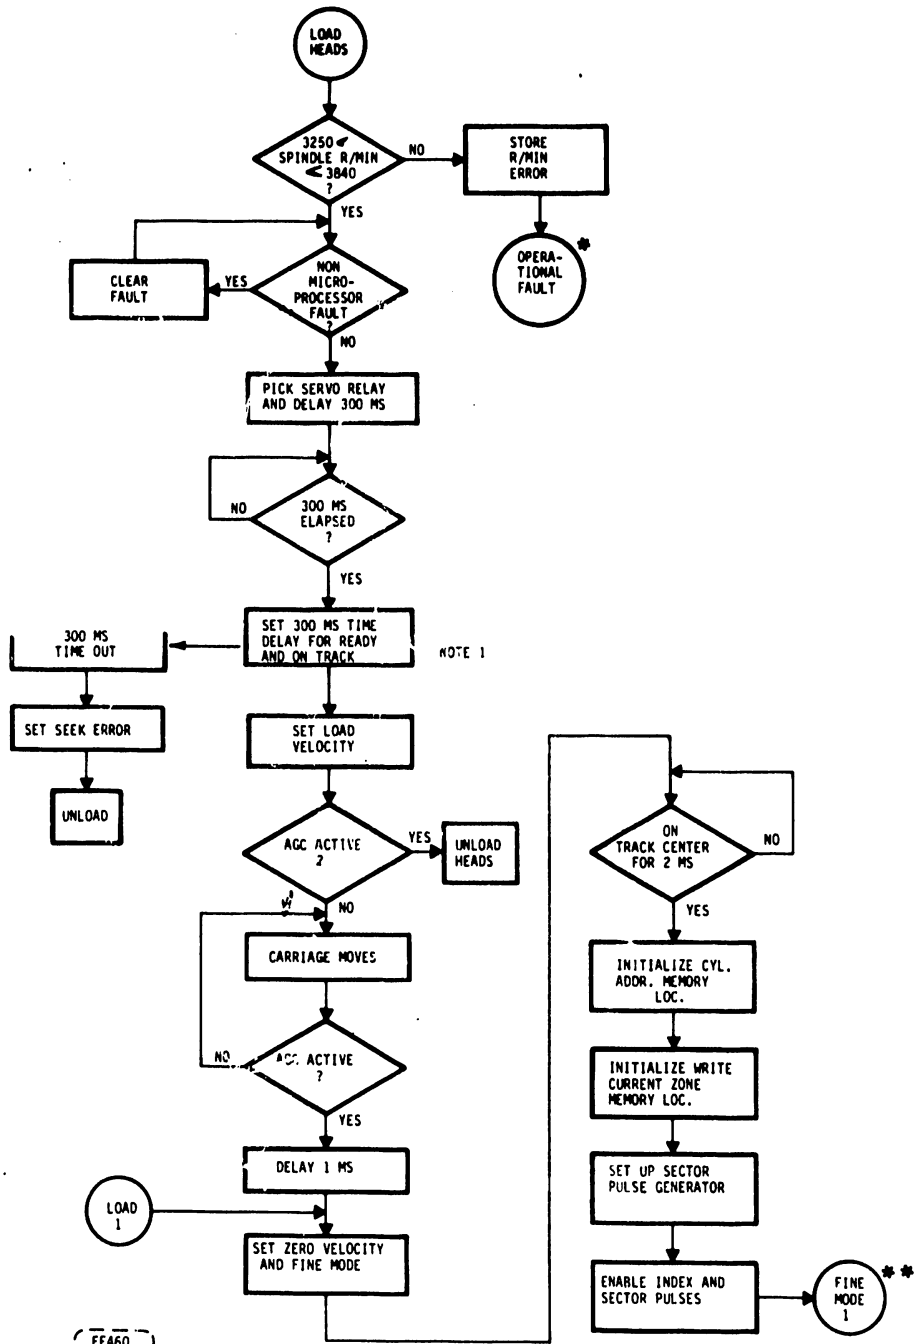 LOAD
HEADS
3250 <
SPINDLE R/MIN
< 3840
?
NO
STORE
R/MIN
ERROR
YES
OPERA-
TIONAL
FAULT
*
NON
MICRO-
PROCESSOR
FAULT
?
YES
CLEAR
FAULT
NO
PICK SERVO RELAY
AND DELAY 300 MS
300 MS
ELAPSED
?
NO
YES
SET 300 MS TIME
DELAY FOR READY
AND ON TRACK
NOTE 1
300 MS
TIME OUT
SET SEEK ERROR
UNLOAD
SET LOAD
VELOCITY
AGC ACTIVE
?
YES
UNLOAD
HEADS
NO
CARRIAGE MOVES
AGC ACTIVE
?
NO
YES
DELAY 1 MS
LOAD
1
SET ZERO VELOCITY
AND FINE MODE
ON
TRACK CENTER
FOR 2 MS
NO
YES
INITIALIZE CYL.
ADDR. MEMORY
LOC.
INITIALIZE WRITE
CURRENT ZONE
MEMORY LOC.
SET UP SECTOR
PULSE GENERATOR
ENABLE INDEX AND
SECTOR PULSES
FINE
MODE
1
**
FF460